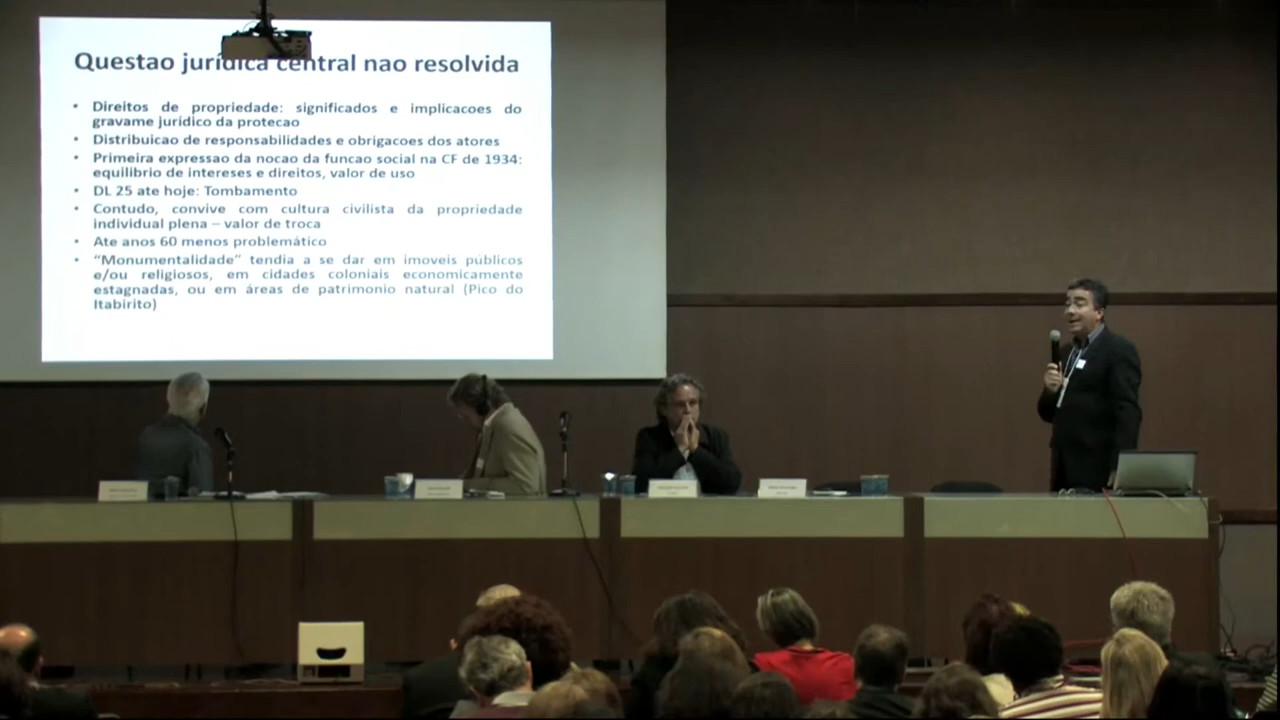 Questao jurídica central nao resolvida
• Direitos de propriedade: significados e implicacoes do
gravame jurídico da protecao
• Distribuicao de responsabilidades e obrigacoes dos atores
• Primeira expressao da nocao da funcao social na CF de 1934:
equilibrio de intereses e direitos, valor de uso
• DL 25 ate hoje: Tombamento
• Contudo, convive com cultura civilista da propriedade
individual plena – valor de troca
• Ate anos 60 menos problemático
• “Monumentalidade” tendia a se dar em imoveis públicos
e/ou religiosos, em cidades coloniais economicamente
estagnadas, ou em áreas de patrimonio natural (Pico do
Itabirito)